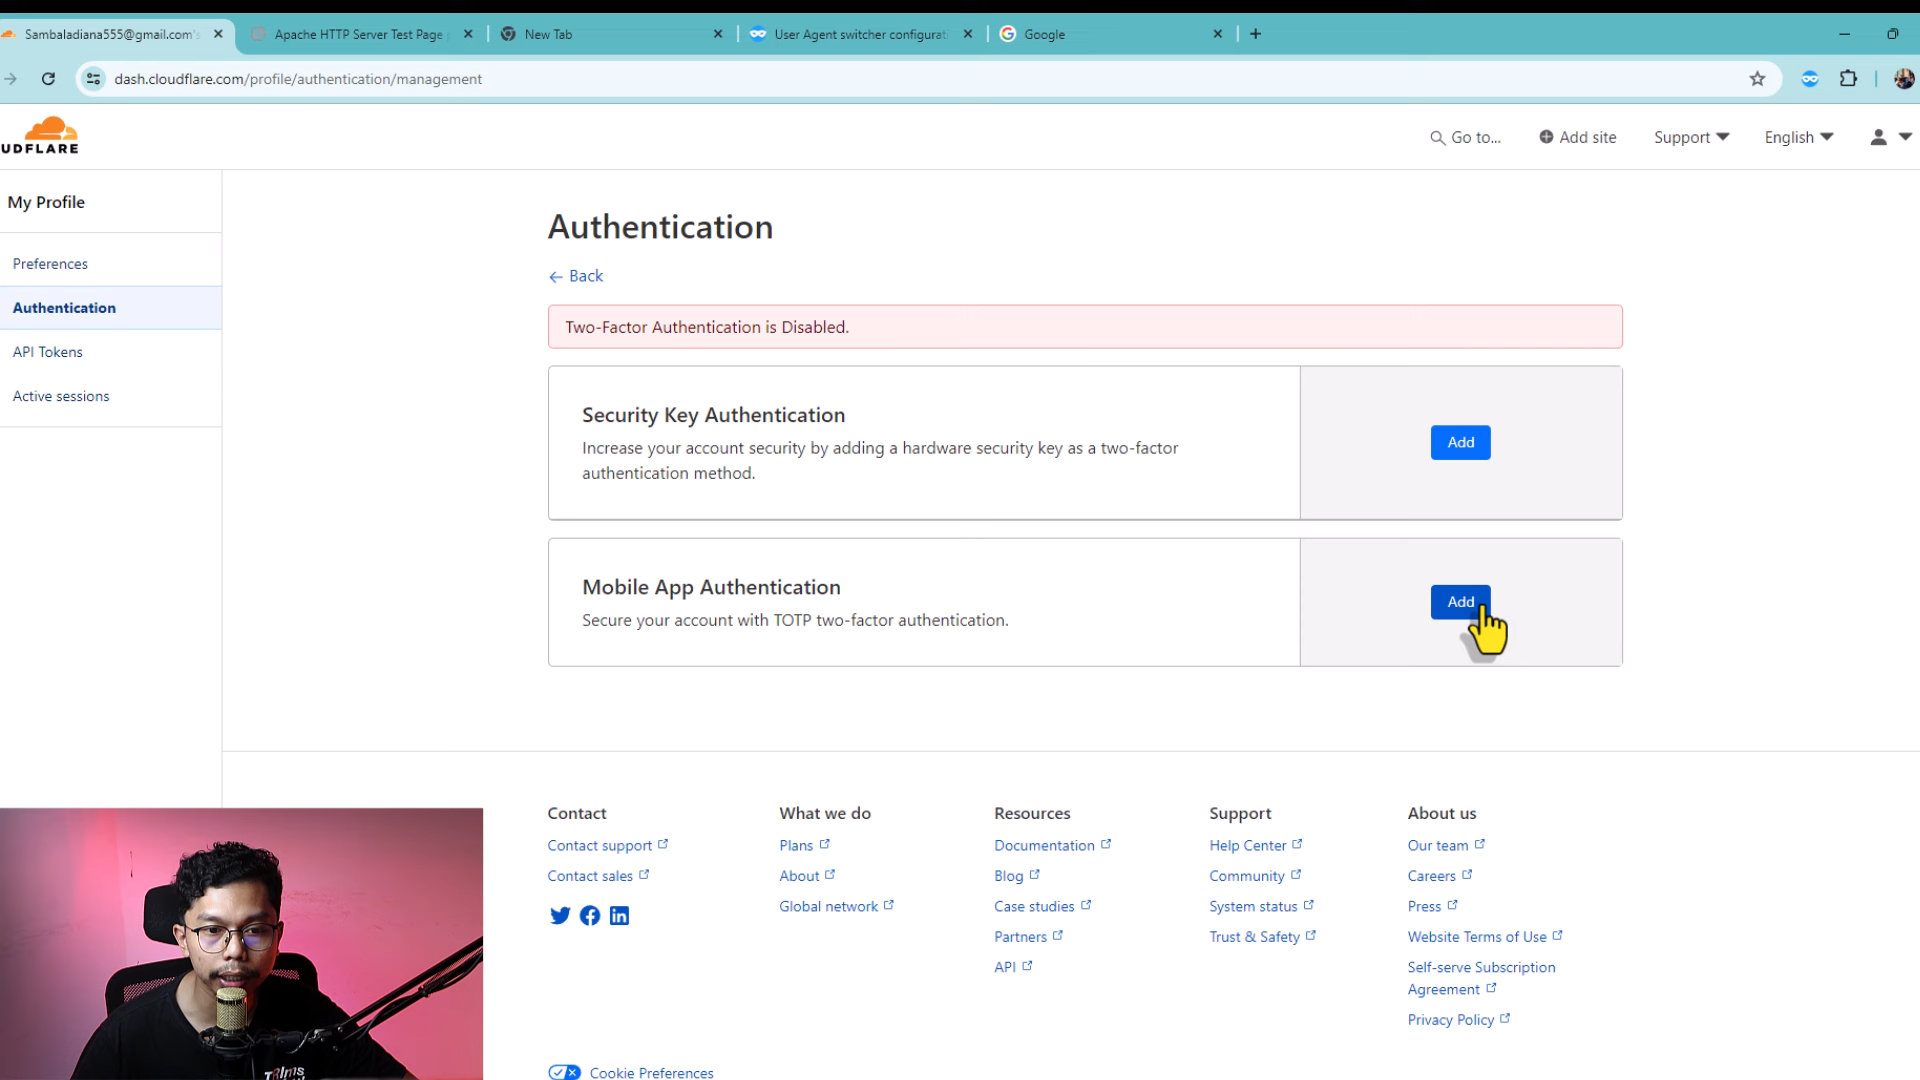 Sambaladiana555@gmail.com's
Apache HTTP Server Test Page
New Tab
User Agent switcher configurat
Google
dash.cloudflare.com/profile/authentication/management
UDFLARE
Go to...
Add site
Support
English
My Profile
Preferences
Authentication
API Tokens
Active sessions
Authentication
← Back
Two-Factor Authentication is Disabled.
Security Key Authentication
Increase your account security by adding a hardware security key as a two-factor
authentication method.
Add
Mobile App Authentication
Secure your account with TOTP two-factor authentication.
Add
Contact
Contact support
Contact sales
What we do
Plans
About
Global network
Resources
Documentation
Blog
Case studies
Partners
API
Support
Help Center
Community
System status
Trust & Safety
About us
Our team
Careers
Press
Website Terms of Use
Self-serve Subscription
Agreement
Privacy Policy
Cookie Preferences